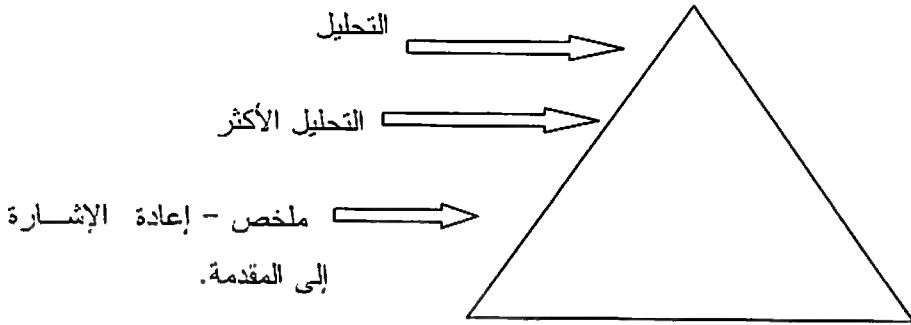 التحليل
التحليل الأكثر
ملخص - إعادة الإشارة
إلى المقدمة.